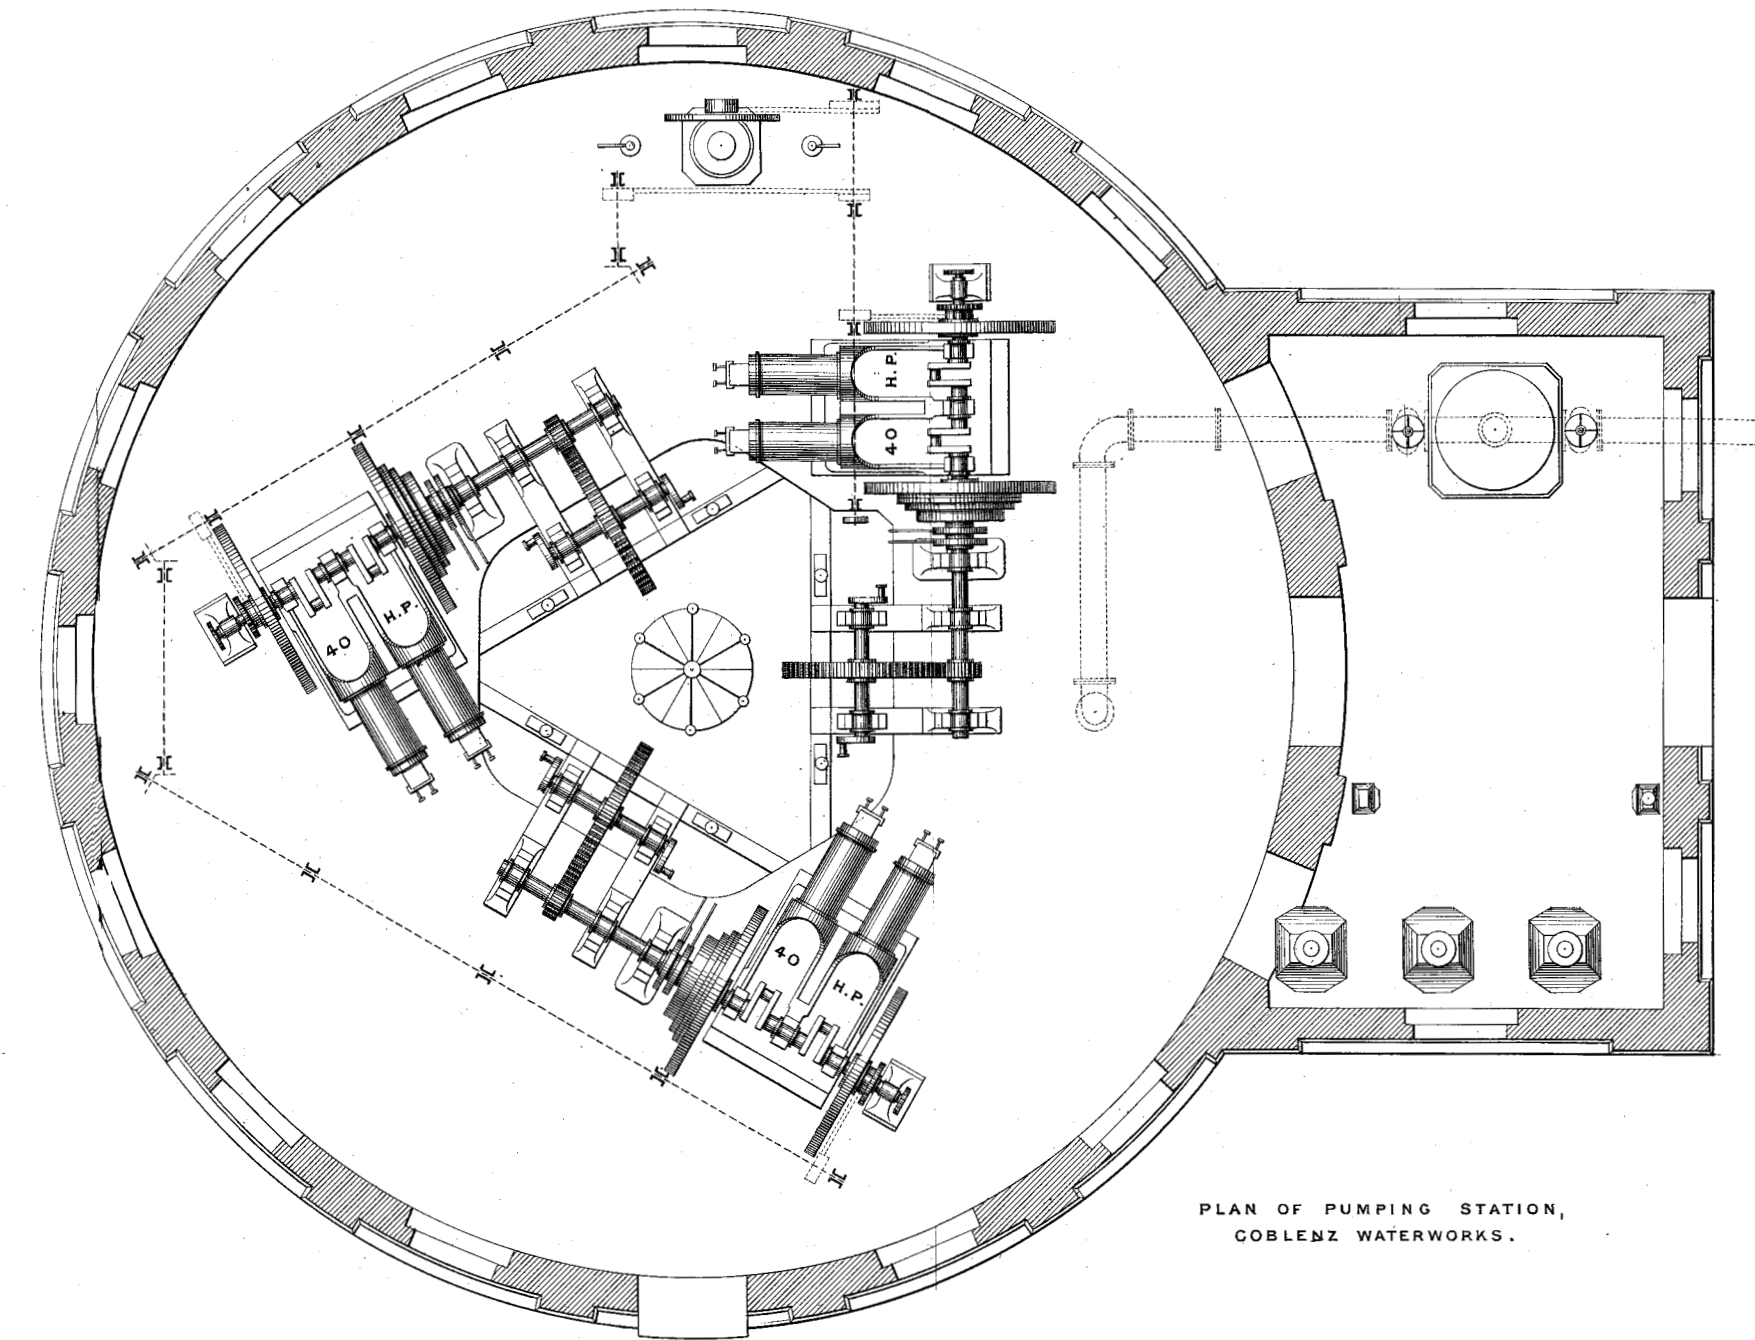 H.P.
40
40
H.P.
40
H.P.
PLAN OF PUMPING STATION,
COBLENZ WATERWORKS.